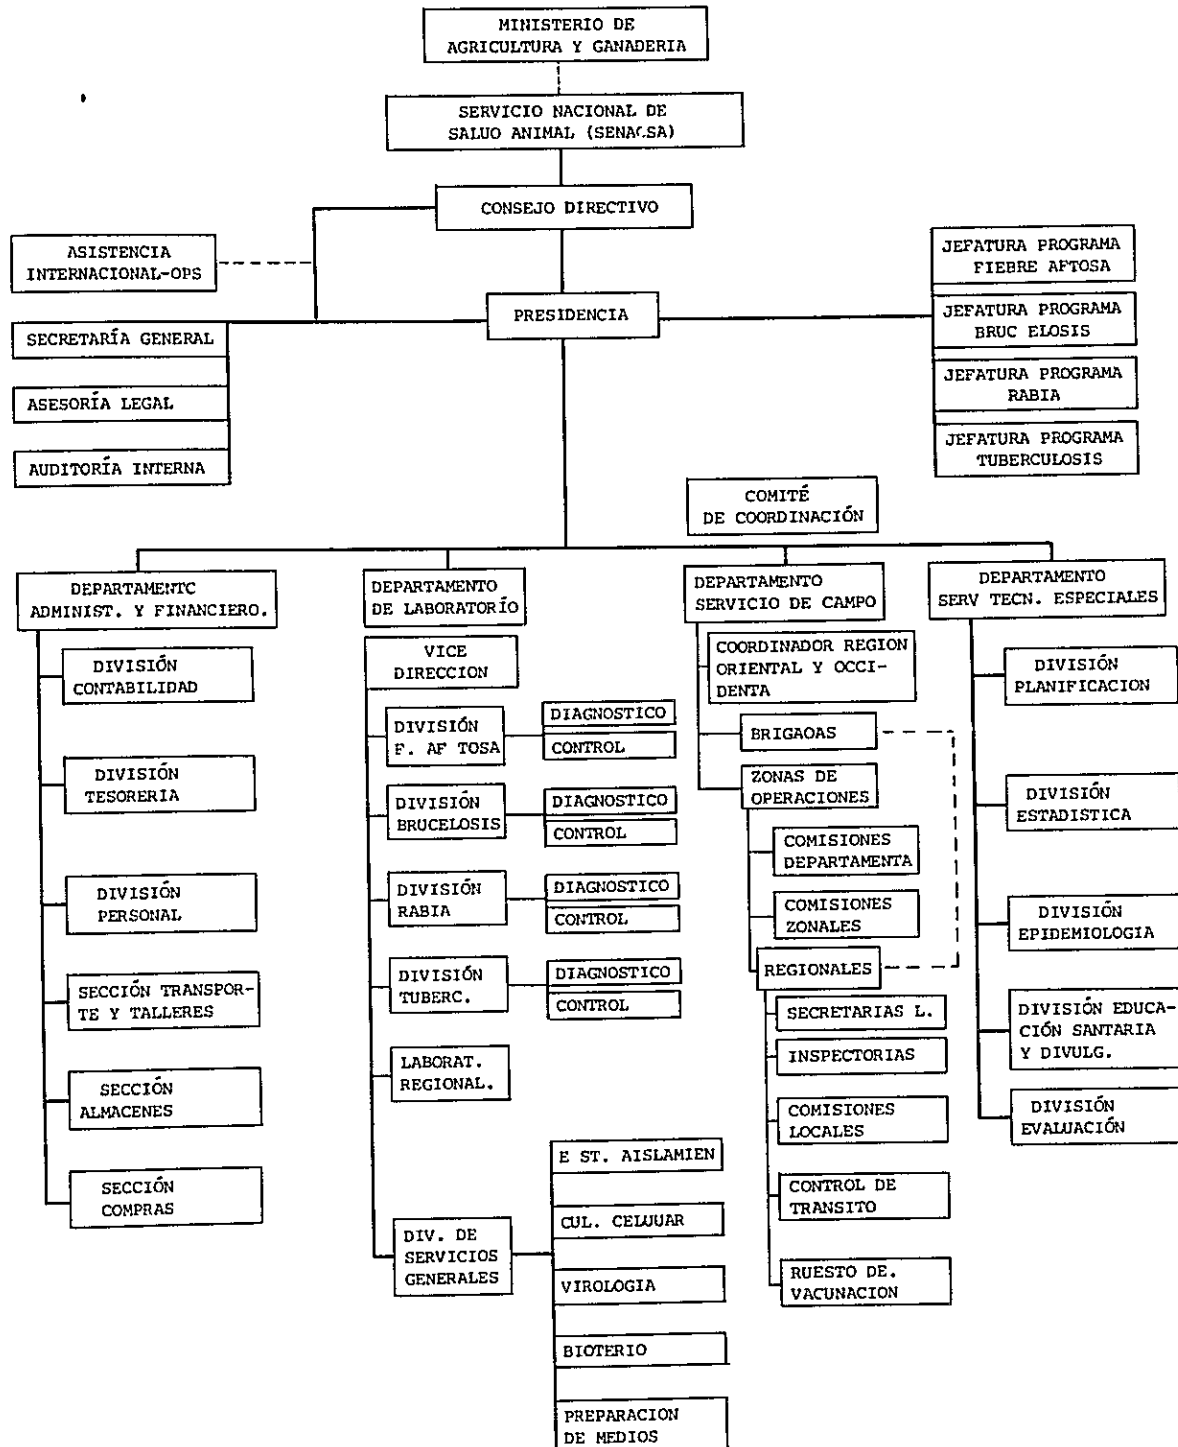 MINISTERIO DE
AGRICULTURA Y GANADERIA
SERVICIO NACIONAL DE
SALUO ANIMAL (SENACSA)
CONSEJO DIRECTIVO
ASISTENCIA
INTERNACIONAL-OPS
PRESIDENCIA
SECRETARÍA GENERAL
ASESORÍA LEGAL
AUDITORÍA INTERNA
JEFATURA PROGRAMA
FIEBRE AFTOSA
JEFATURA PROGRAMA
BRUC ELOSIS
JEFATURA PROGRAMA
RABIA
JEFATURA PROGRAMA
TUBERCULOSIS
COMITÉ
DE COORDINACIÓN
DEPARTAMENTC
ADMINIST. Y FINANCIERO.
DIVISIÓN
CONTABILIDAD
DIVISIÓN
TESORERIA
DIVISIÓN
PERSONAL
SECCIÓN TRANSPOR-
TE Y TALLERES
SECCIÓN
ALMACENES
SECCIÓN
COMPRAS
DEPARTAMENTO
DE LABORATORÍO
VICE
DIRECCION
DIVISIÓN
F. AF TOSA
DIAGNOSTICO
CONTROL
DIVISIÓN
BRUCELOSIS
DIAGNOSTICO
CONTROL
DIVISIÓN
RABIA
DIAGNOSTICO
CONTROL
DIVISIÓN
TUBERC.
DIAGNOSTICO
CONTROL
LABORAT.
REGIONAL.
DIV. DE
SERVICIOS
GENERALES
E ST. AISLAMIEN
CUL. CELUUAR
VIROLOGIA
BIOTERIO
PREPARACION
DE MEDIOS
DEPARTAMENTO
SERVICIO DE CAMPO
COORDINADOR REGION
ORIENTAL Y OCCI-
DENTA
BRIGAOAS
ZONAS DE
OPERACIONES
COMISIONES
DEPARTAMENTA
COMISIONES
ZONALES
REGIONALES
SECRETARIAS L.
INSPECTORIAS
COMISIONES
LOCALES
CONTROL DE
TRANSITO
RUESTO DE.
VACUNACION
DEPARTAMENTO
SERV TECN. ESPECIALES
DIVISIÓN
PLANIFICACION
DIVISIÓN
ESTADISTICA
DIVISIÓN
EPIDEMIOLOGIA
DIVISIÓN EDUCA-
CIÓN SANTARIA
Y DIVULG.
DIVISIÓN
EVALUACIÓN